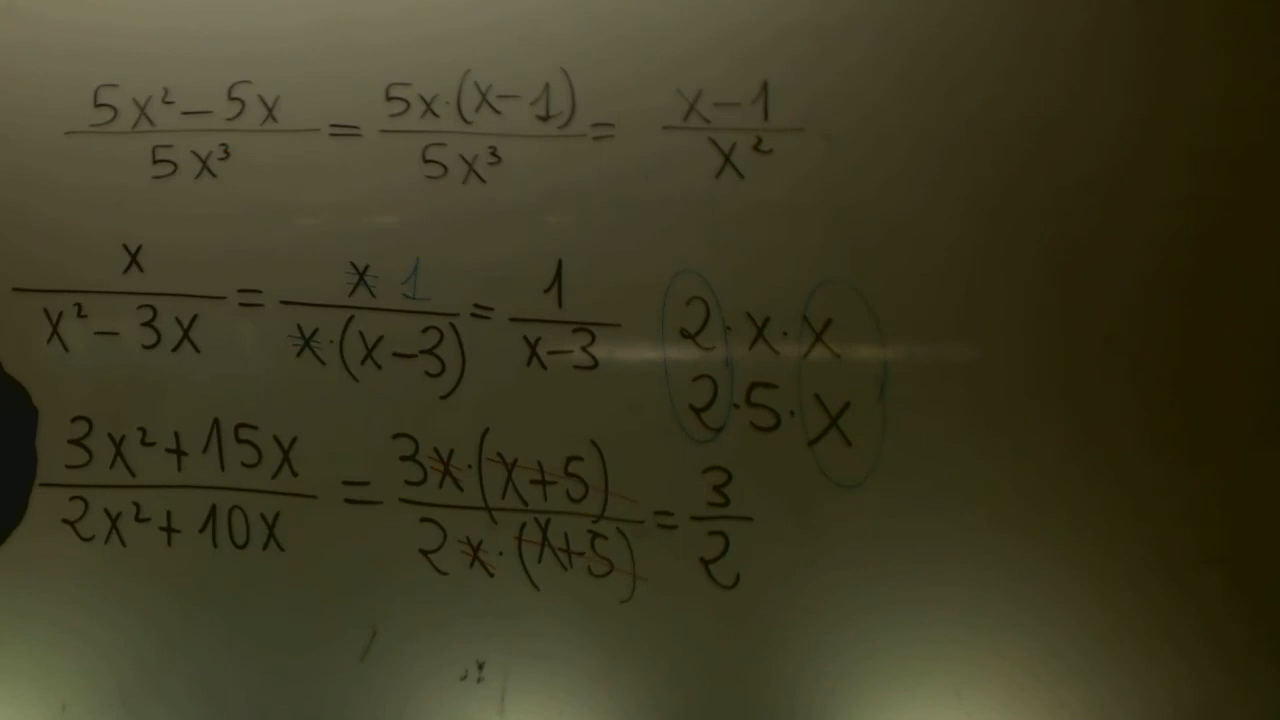 (5x² − 5x)/(5x³) = (5x·(x−1))/(5x³) = (x−1)/(x²)
x/(x² − 3x) = (x 1)/(x·(x−3)) = 1/(x−3)
2·x·x
2·5·x
(3x² + 15x)/(2x² + 10x) = (3x·(x+5))/(2x·(x+5)) = 3/2